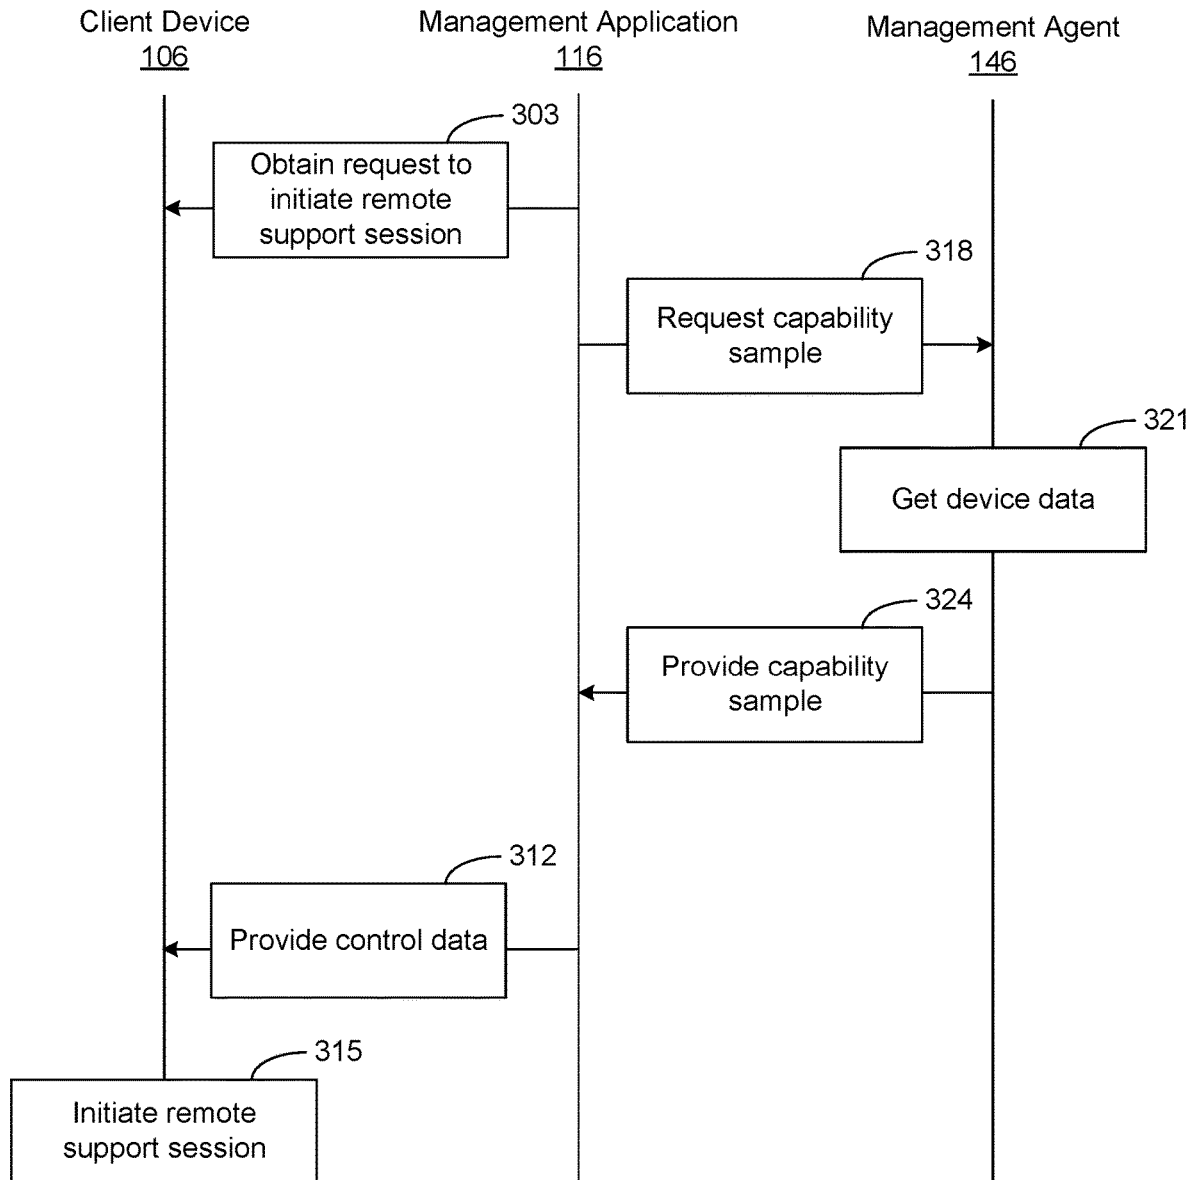 Client Device
106
Management Application
116
Management Agent
146
303
Obtain request to
initiate remote
support session
318
Request capability
sample
321
Get device data
324
Provide capability
sample
312
Provide control data
315
Initiate remote
support session